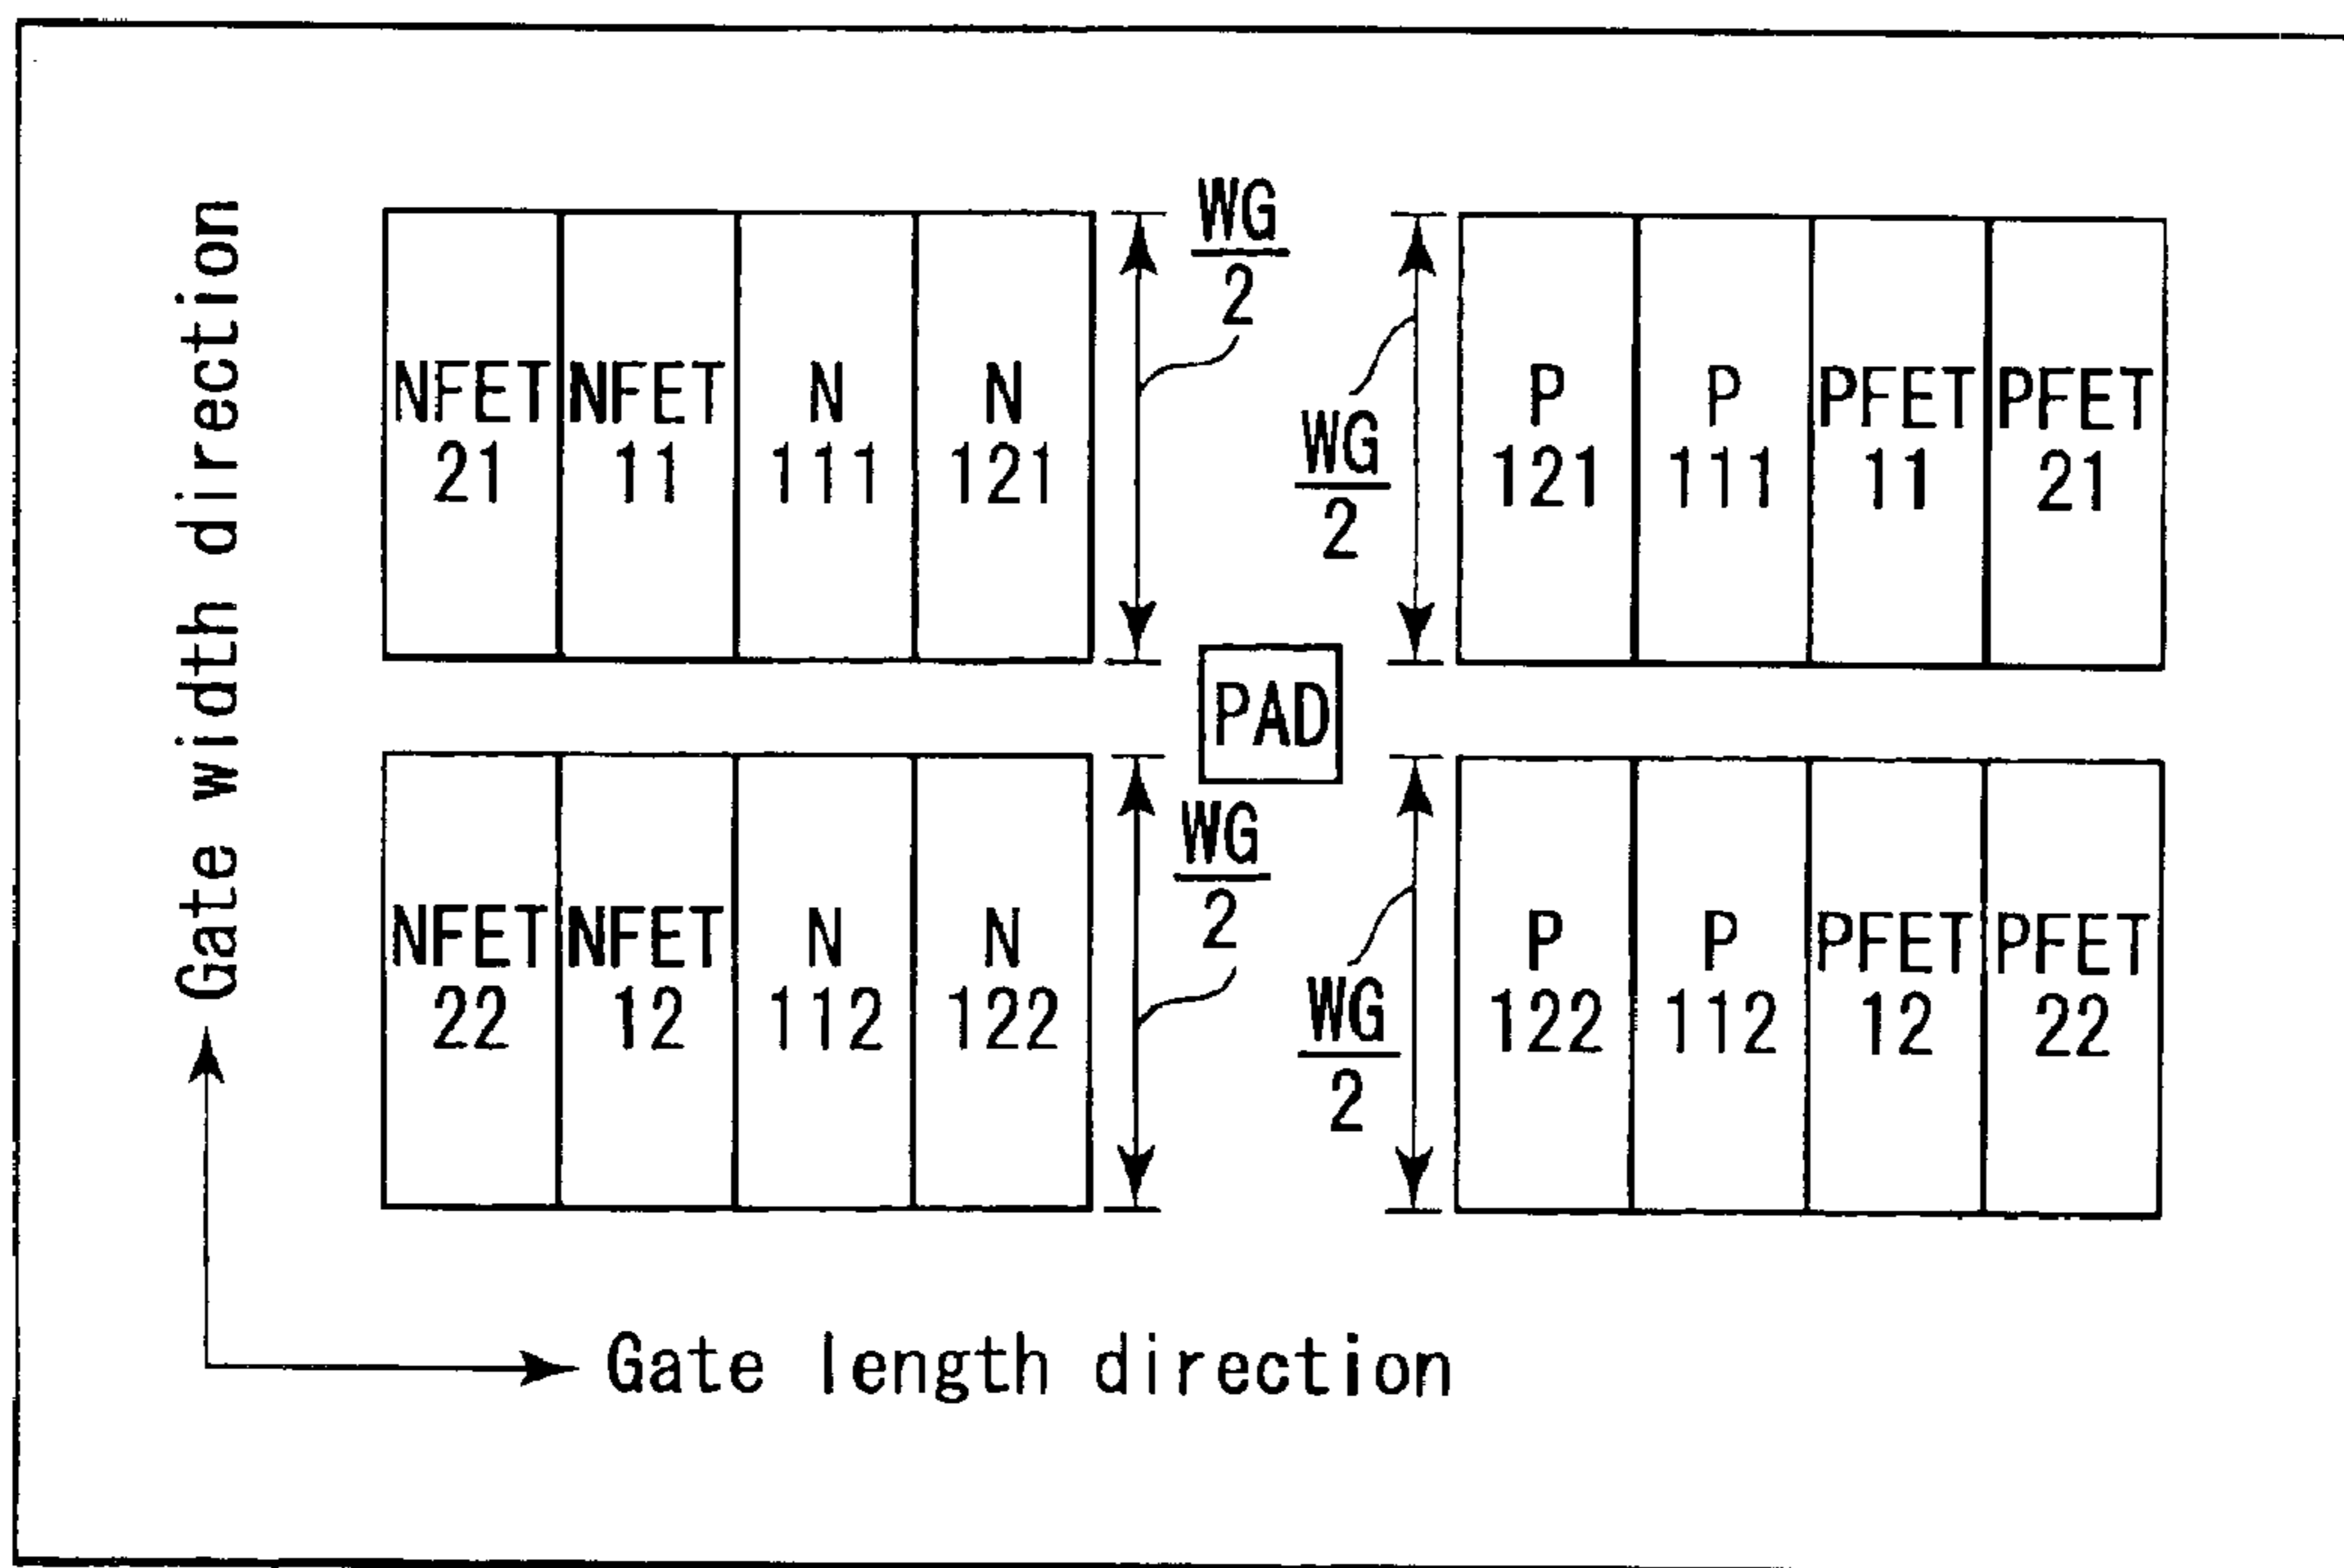 Gate width direction
NFET 21
NFET 11
N 111
N 121
WG/2
WG/2
P 121
P 111
PFET 11
PFET 21
PAD
NFET 22
NFET 12
N 112
N 122
WG/2
WG/2
P 122
P 112
PFET 12
PFET 22
Gate length direction